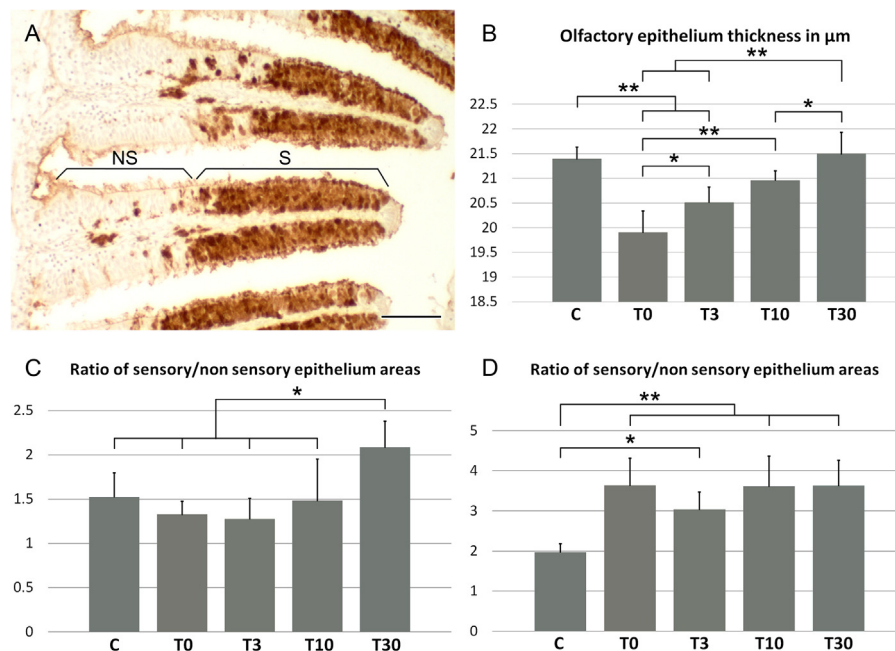 A
NS
S
B
Olfactory epithelium thickness in µm
**
**
*
**
*
22.5
22
21.5
21
20.5
20
19.5
19
18.5
C T0 T3 T10 T30
C
Ratio of sensory/non sensory epithelium areas
*
2.5
2
1.5
1
0.5
0
C T0 T3 T10 T30
D
Ratio of sensory/non sensory epithelium areas
**
*
5
4
3
2
1
0
C T0 T3 T10 T30